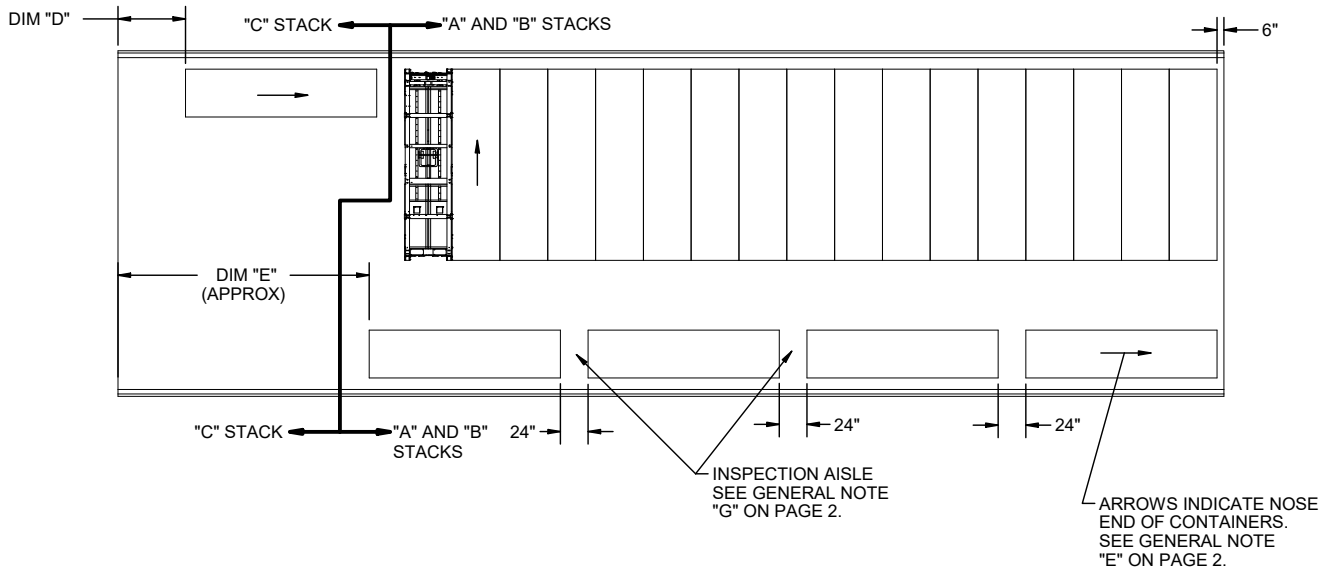 DIM "D"
"C" STACK
"A" AND "B" STACKS
6"
DIM "E"
(APPROX)
"C" STACK
"A" AND "B"
STACKS
24"
24"
24"
INSPECTION AISLE
SEE GENERAL NOTE
"G" ON PAGE 2.
ARROWS INDICATE NOSE
END OF CONTAINERS.
SEE GENERAL NOTE
"E" ON PAGE 2.